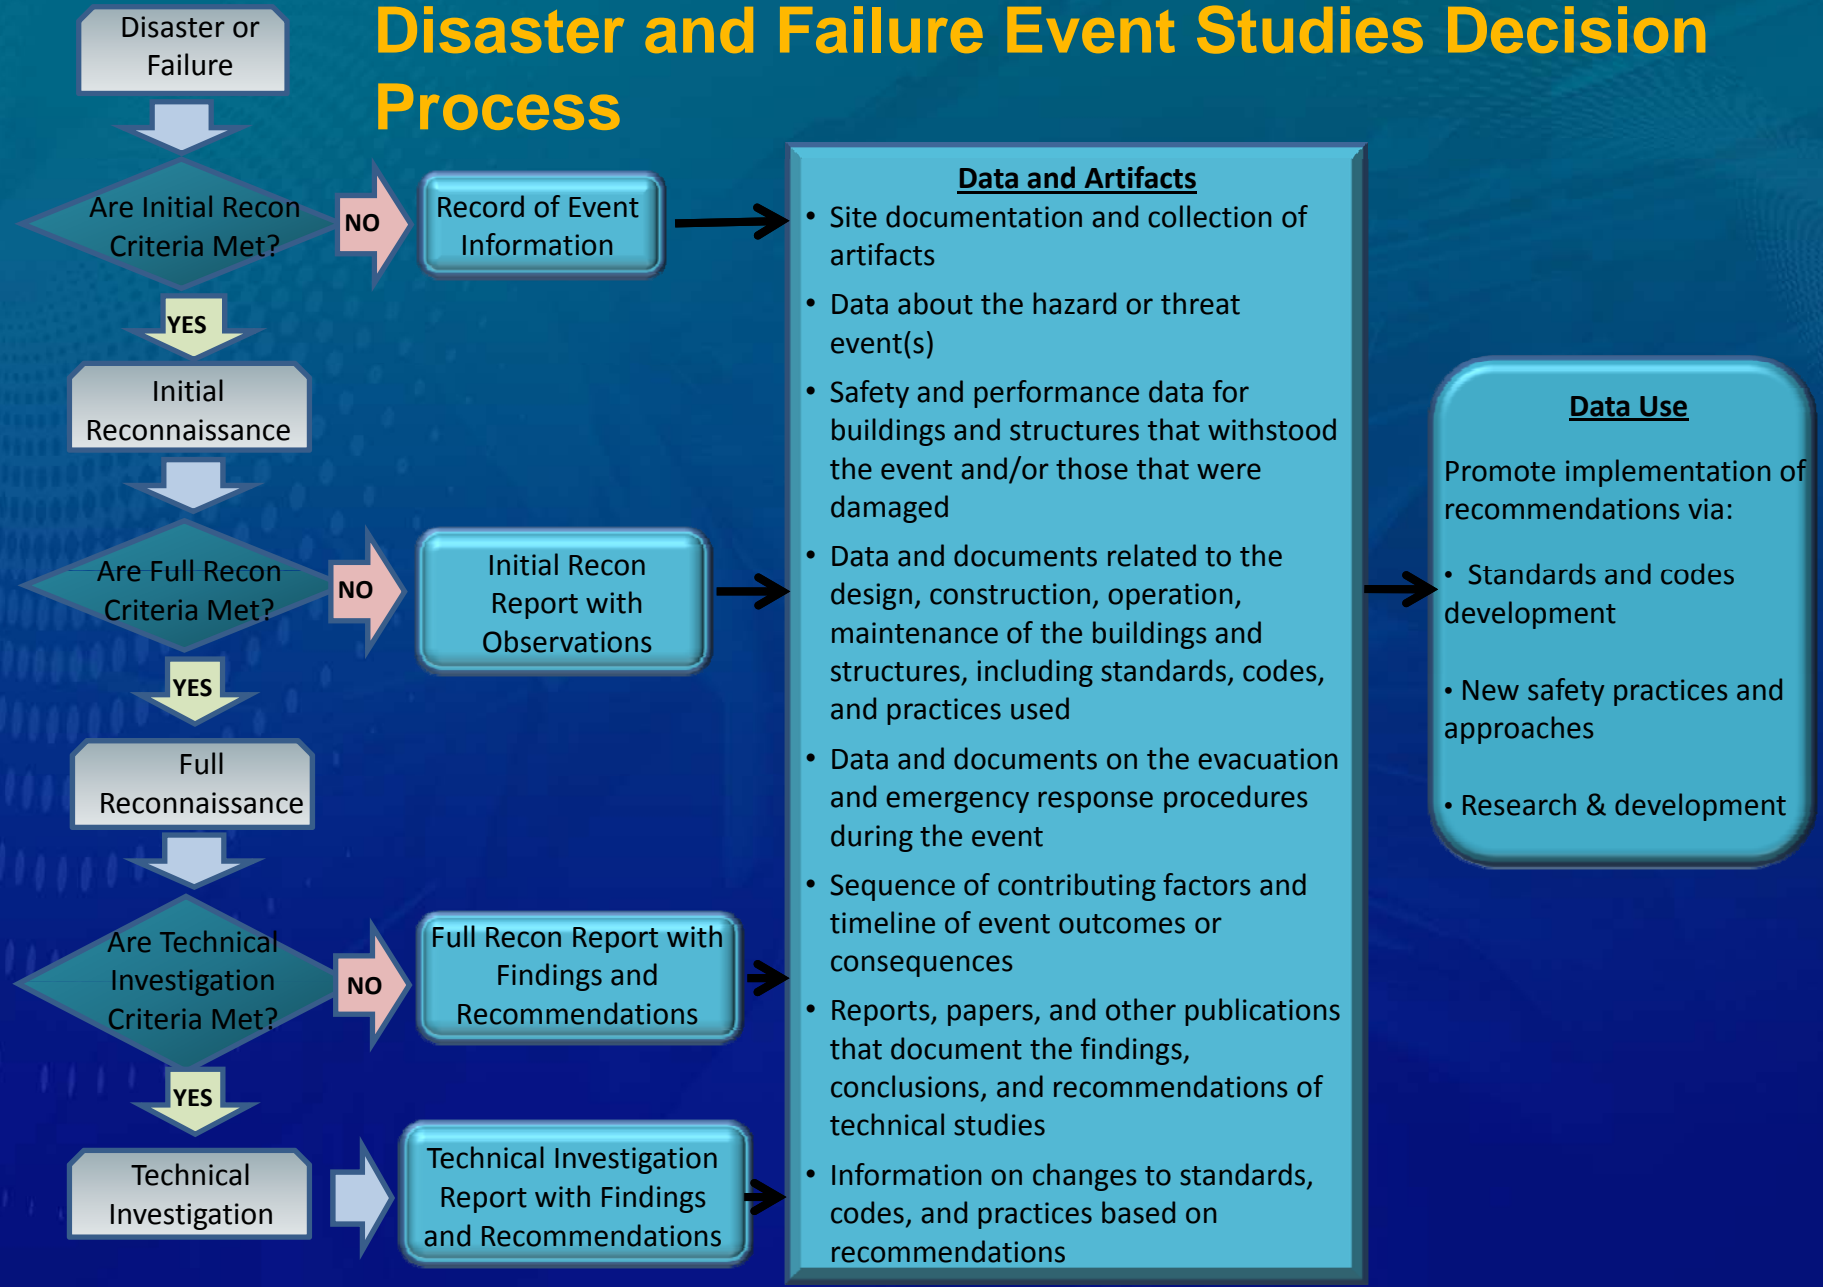 Disaster and Failure Event Studies Decision
Process
Disaster or
Failure
Are Initial Recon
Criteria Met?
NO
Record of Event
Information
YES
Initial
Reconnaissance
Are Full Recon
Criteria Met?
NO
Initial Recon
Report with
Observations
YES
Full
Reconnaissance
Are Technical
Investigation
Criteria Met?
NO
Full Recon Report with
Findings and
Recommendations
YES
Technical
Investigation
Technical Investigation
Report with Findings
and Recommendations
Data and Artifacts
• Site documentation and collection of
artifacts
• Data about the hazard or threat
event(s)
• Safety and performance data for
buildings and structures that withstood
the event and/or those that were
damaged
• Data and documents related to the
design, construction, operation,
maintenance of the buildings and
structures, including standards, codes,
and practices used
• Data and documents on the evacuation
and emergency response procedures
during the event
• Sequence of contributing factors and
timeline of event outcomes or
consequences
• Reports, papers, and other publications
that document the findings,
conclusions, and recommendations of
technical studies
• Information on changes to standards,
codes, and practices based on
recommendations
Data Use
Promote implementation of
recommendations via:
• Standards and codes
development
• New safety practices and
approaches
• Research & development